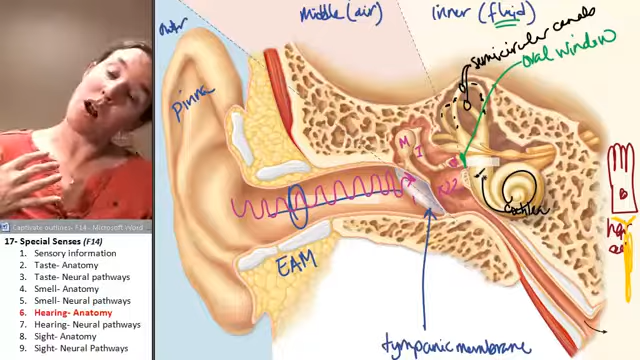 outer
middle (air)
inner (fluid)
semicircular canals
oval window
pinna
M
I
cochlea
EAM
tympanic membrane
hair
Captivate outlines- F14 - Microsoft Word
17- Special Senses (F14)
1. Sensory information
2. Taste- Anatomy
3. Taste- Neural pathways
4. Smell- Anatomy
5. Smell- Neural pathways
6. Hearing- Anatomy
7. Hearing- Neural pathways
8. Sight- Anatomy
9. Sight- Neural Pathways